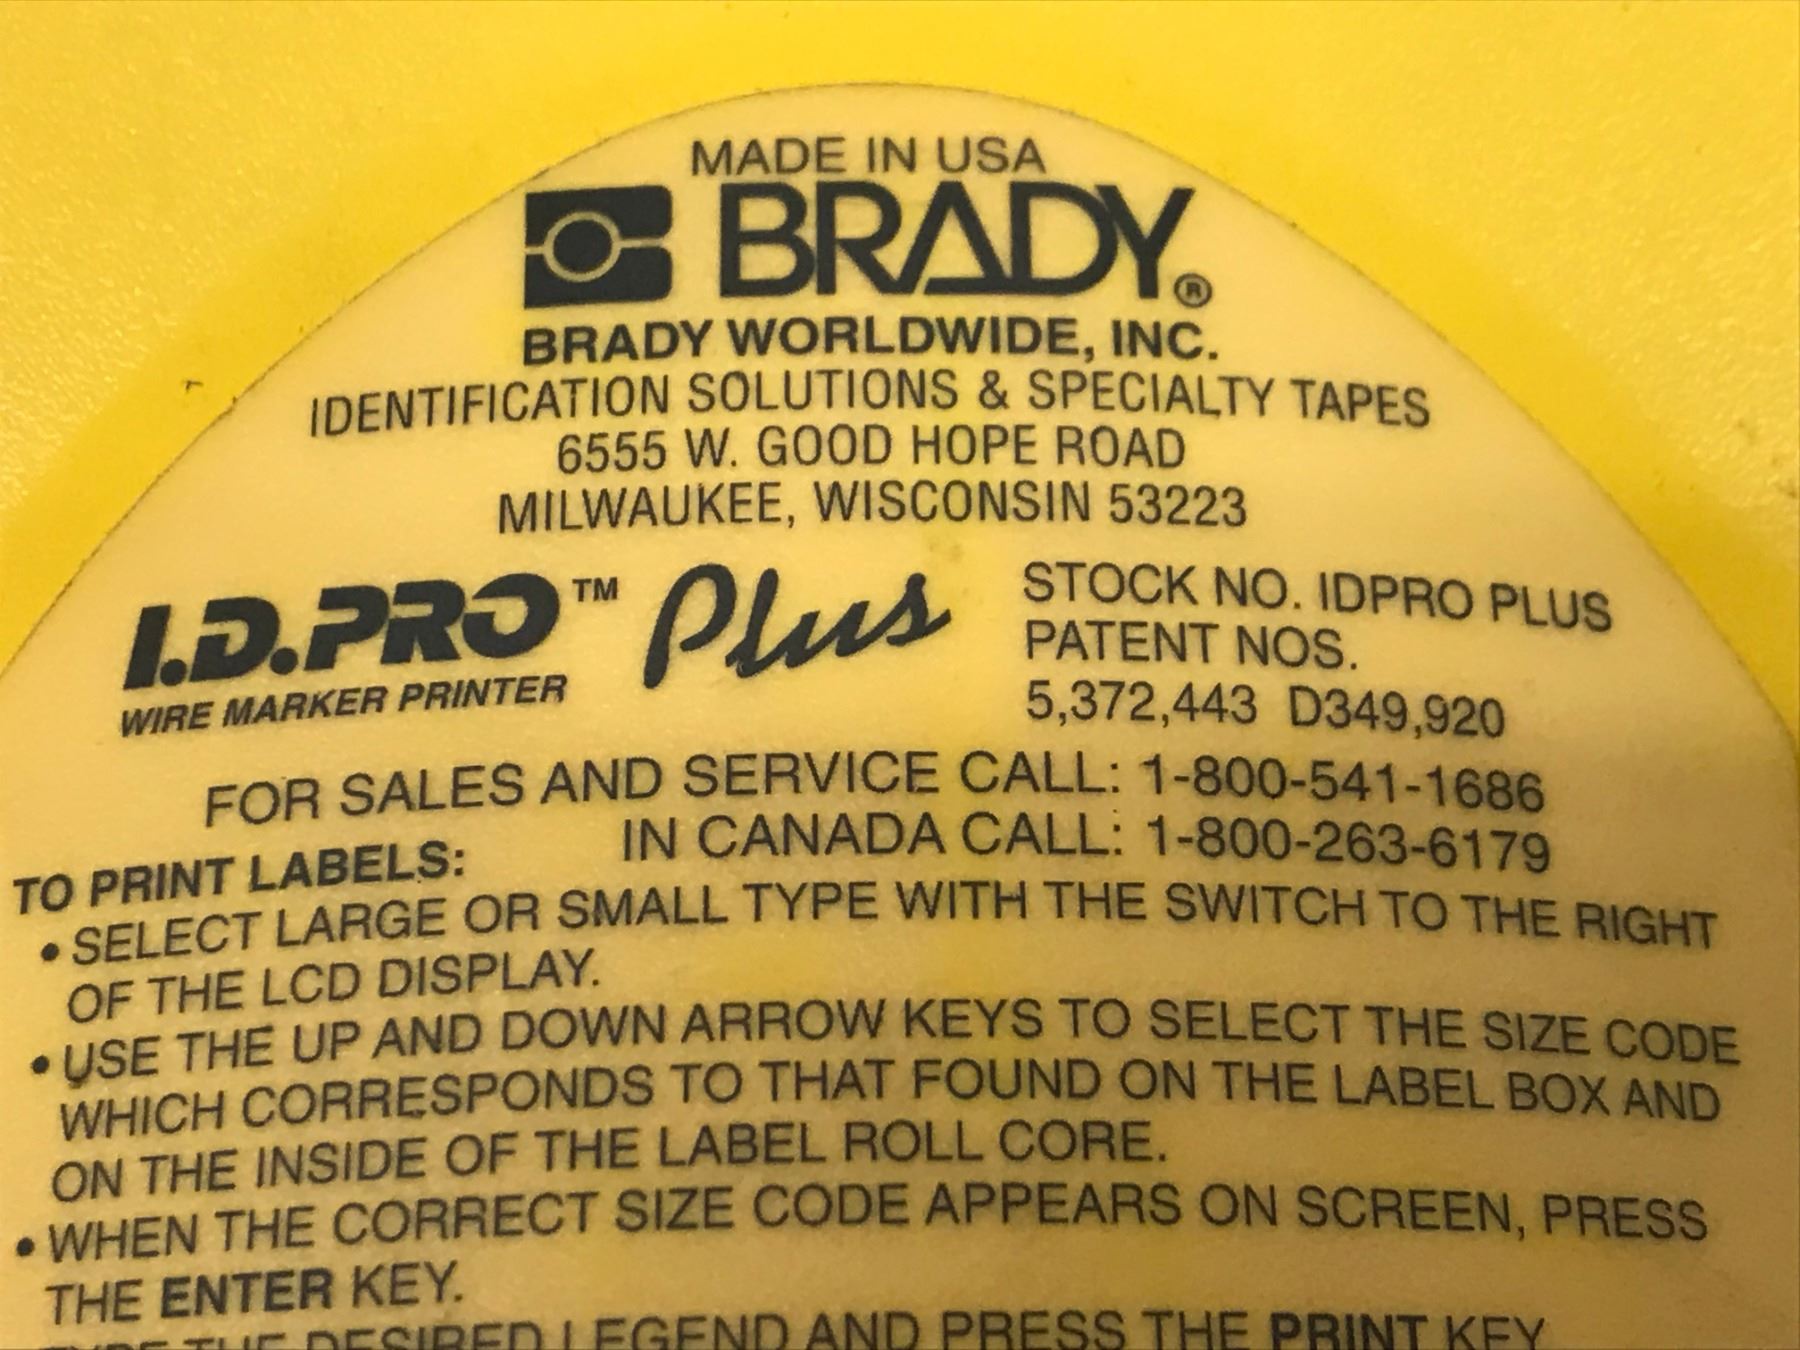 MADE IN USA
BRADY®
BRADY WORLDWIDE, INC.
IDENTIFICATION SOLUTIONS & SPECIALTY TAPES
6555 W. GOOD HOPE ROAD
MILWAUKEE, WISCONSIN 53223
I.D.PRO™ Plus
WIRE MARKER PRINTER
STOCK NO. IDPRO PLUS
PATENT NOS.
5,372,443 D349,920
FOR SALES AND SERVICE CALL: 1-800-541-1686
IN CANADA CALL: 1-800-263-6179
TO PRINT LABELS:
• SELECT LARGE OR SMALL TYPE WITH THE SWITCH TO THE RIGHT
OF THE LCD DISPLAY.
• USE THE UP AND DOWN ARROW KEYS TO SELECT THE SIZE CODE
WHICH CORRESPONDS TO THAT FOUND ON THE LABEL BOX AND
ON THE INSIDE OF THE LABEL ROLL CORE.
• WHEN THE CORRECT SIZE CODE APPEARS ON SCREEN, PRESS
THE ENTER KEY.
TYPE THE DESIRED LEGEND AND PRESS THE PRINT KEY